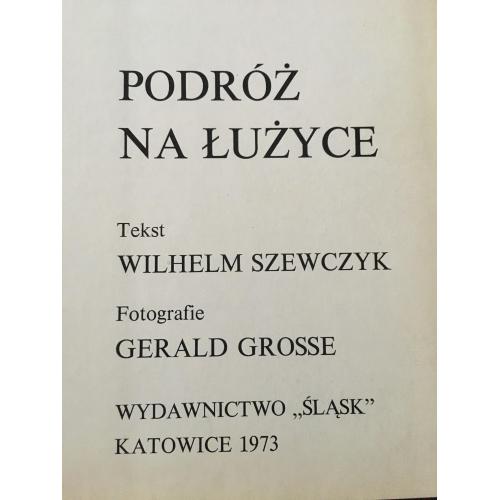 PODRÓŻ
NA ŁUŻYCE
Tekst
WILHELM SZEWCZYK
Fotografie
GERALD GROSSE
WYDAWNICTWO „ŚLĄSK”
KATOWICE 1973